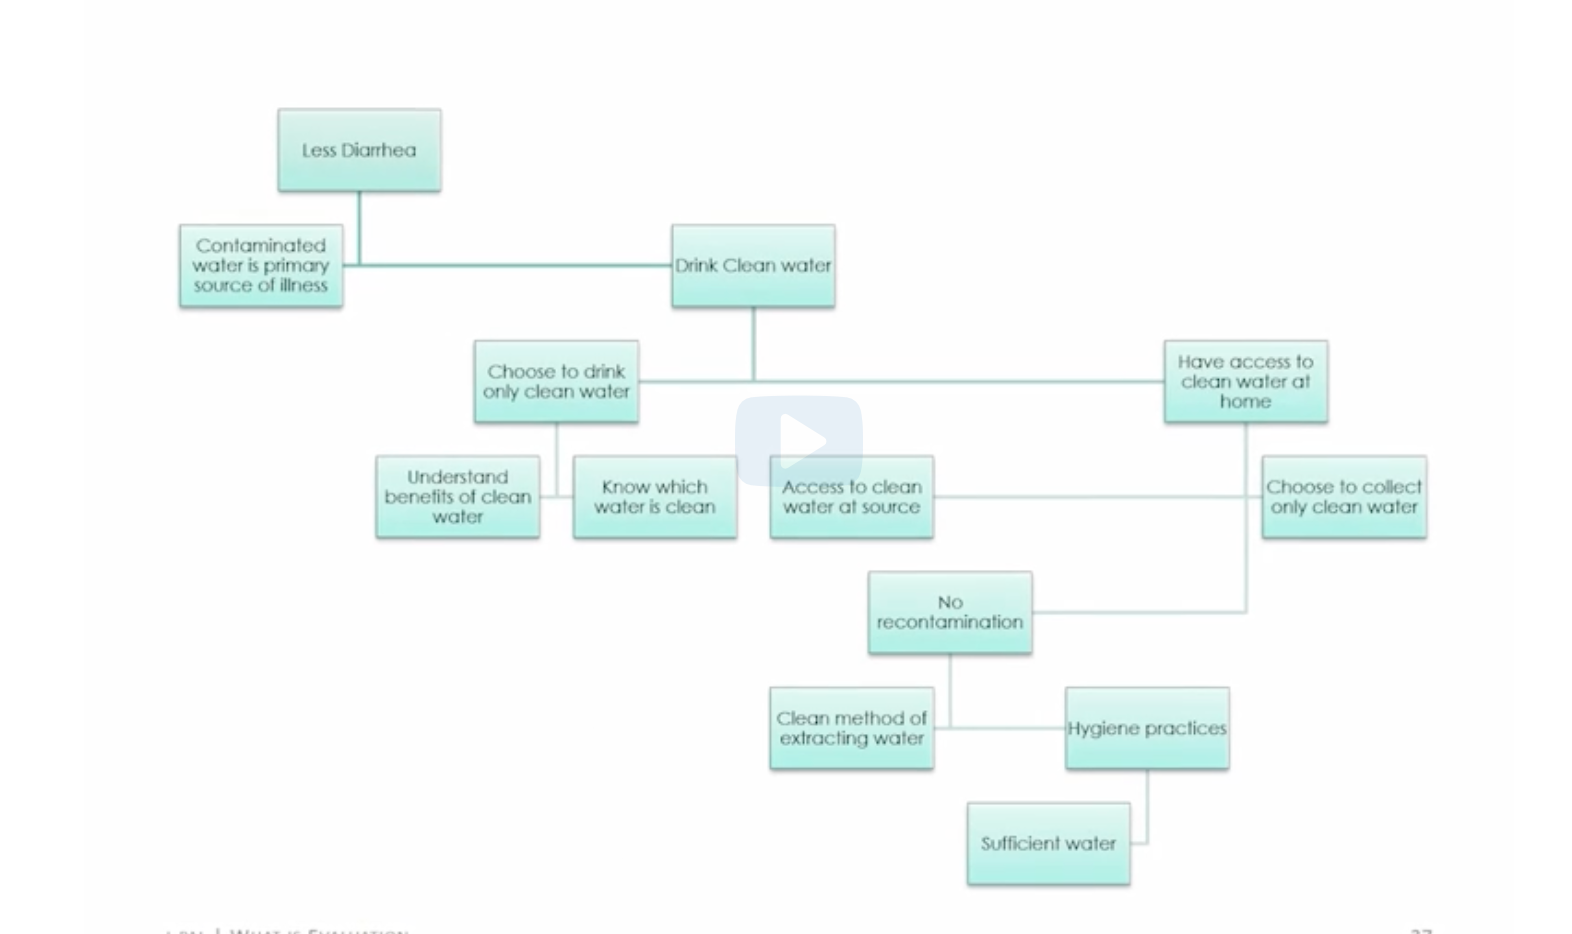 Less Diarrhea
Contaminated
water is primary
source of illness
Drink Clean water
Choose to drink
only clean water
Have access to
clean water at
home
Understand
benefits of clean
water
Know which
water is clean
Access to clean
water at source
Choose to collect
only clean water
No
recontamination
Clean method of
extracting water
Hygiene practices
Sufficient water
| WHAT IS EVALUATION